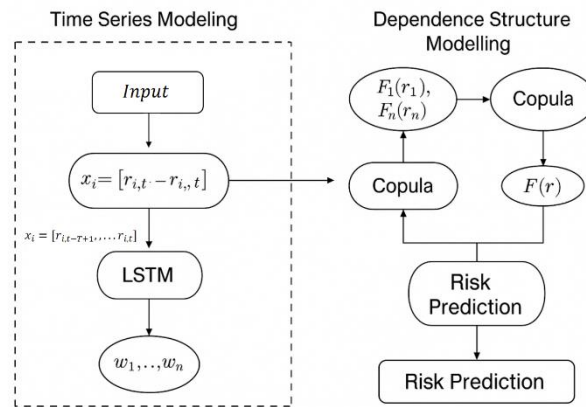 Time Series Modeling
Input
x_i = [r_{i,t} - r_{i,,t}]
x_i = [r_{i,t-T+1}, ... r_{i,t}]
LSTM
w_1,..,w_n
Dependence Structure
Modelling
F_1(r_1),
F_n(r_n)
Copula
Copula
F(r)
Risk
Prediction
Risk Prediction